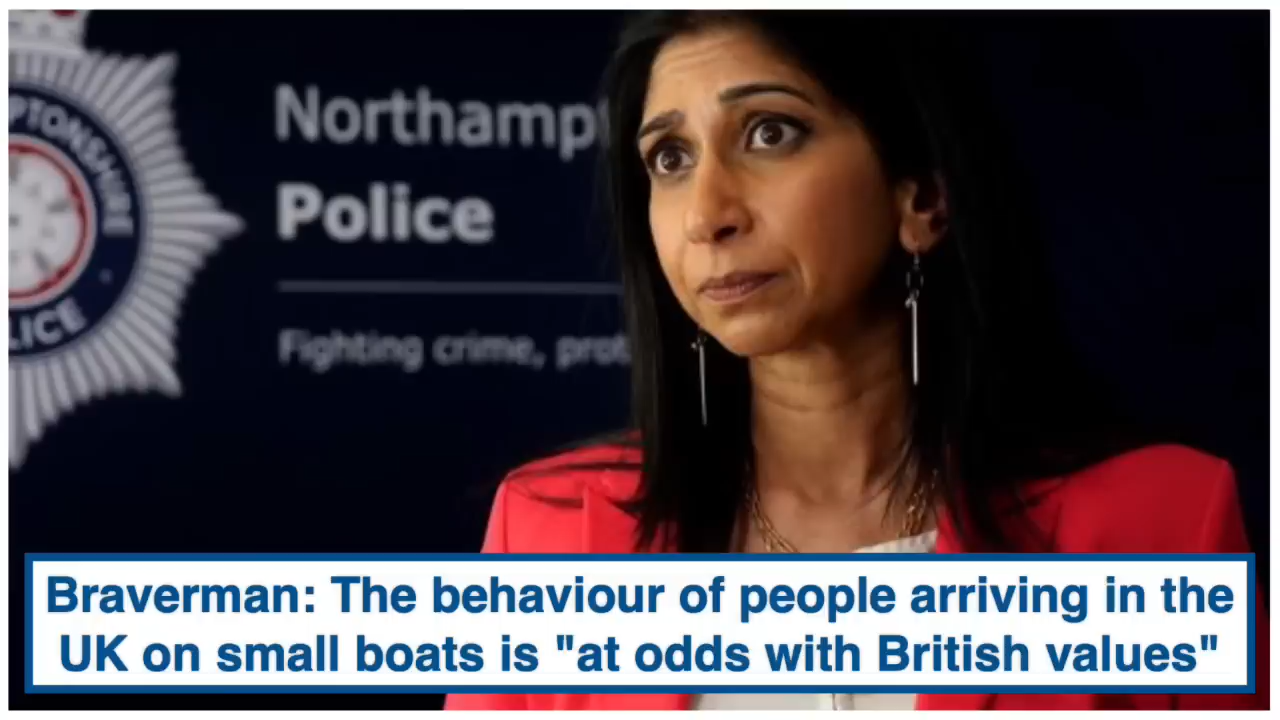 PTONSHIRE
LICE
Northamp
Police
Fighting crime, prot
Braverman: The behaviour of people arriving in the
UK on small boats is "at odds with British values"